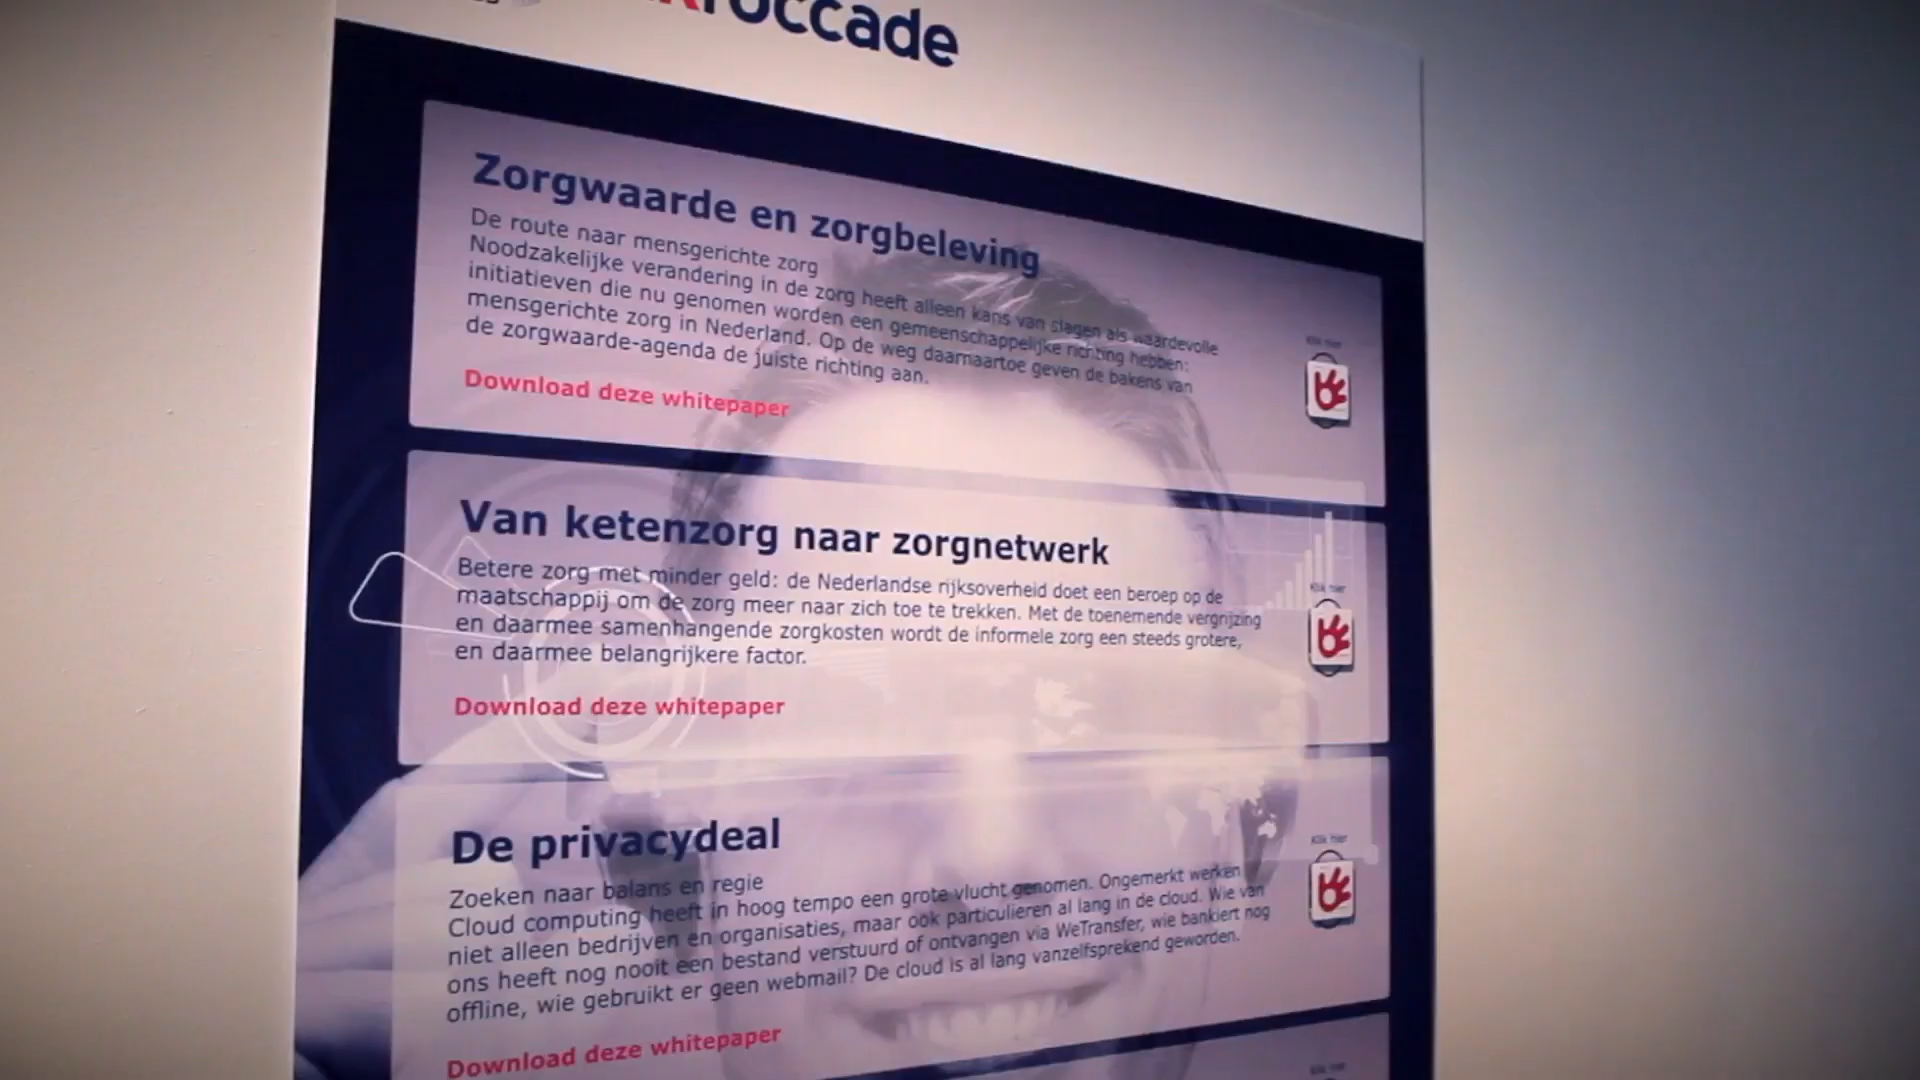 roccade
Zorgwaarde en zorgbeleving
De route naar mensgerichte zorg
Noodzakelijke verandering in de zorg heeft alleen kans van slagen als waardevolle
initiatieven die nu genomen worden een gemeenschappelijke richting hebben:
mensgerichte zorg in Nederland. Op de weg daarnaartoe geven de bakens van
de zorgwaarde-agenda de juiste richting aan.
Download deze whitepaper
Klik hier
Van ketenzorg naar zorgnetwerk
Betere zorg met minder geld: de Nederlandse rijksoverheid doet een beroep op de
maatschappij om de zorg meer naar zich toe te trekken. Met de toenemende vergrijzing
en daarmee samenhangende zorgkosten wordt de informele zorg een steeds grotere,
en daarmee belangrijkere factor.
Klik hier
Download deze whitepaper
De privacydeal
Zoeken naar balans en regie
Cloud computing heeft in hoog tempo een grote vlucht genomen. Ongemerkt werken
niet alleen bedrijven en organisaties, maar ook particulieren al lang in de cloud. Wie van
ons heeft nog nooit een bestand verstuurd of ontvangen via WeTransfer, wie bankiert nog
offline, wie gebruikt er geen webmail? De cloud is al lang vanzelfsprekend geworden.
Klik hier
Download deze whitepaper
Klik hier